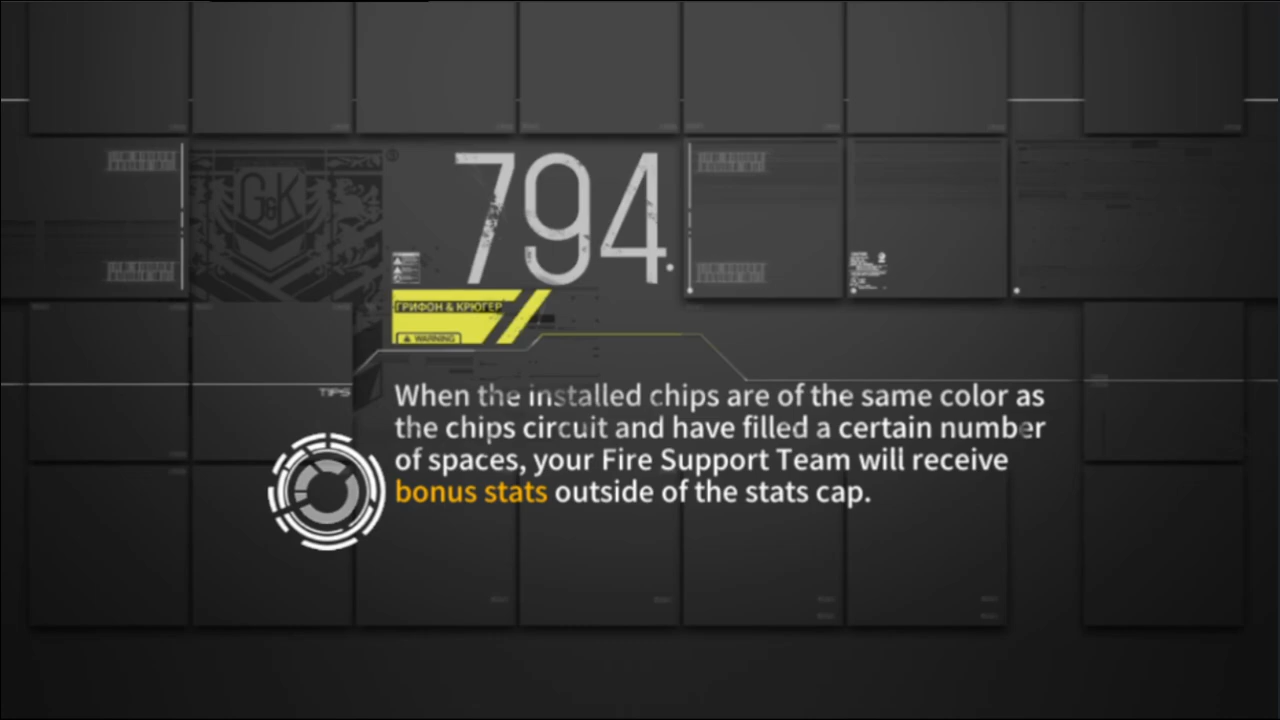 G&K
794.
ГРИФОН & КРЮГЕР
WARNING
TIPS
When the installed chips are of the same color as
the chips circuit and have filled a certain number
of spaces, your Fire Support Team will receive
bonus stats outside of the stats cap.